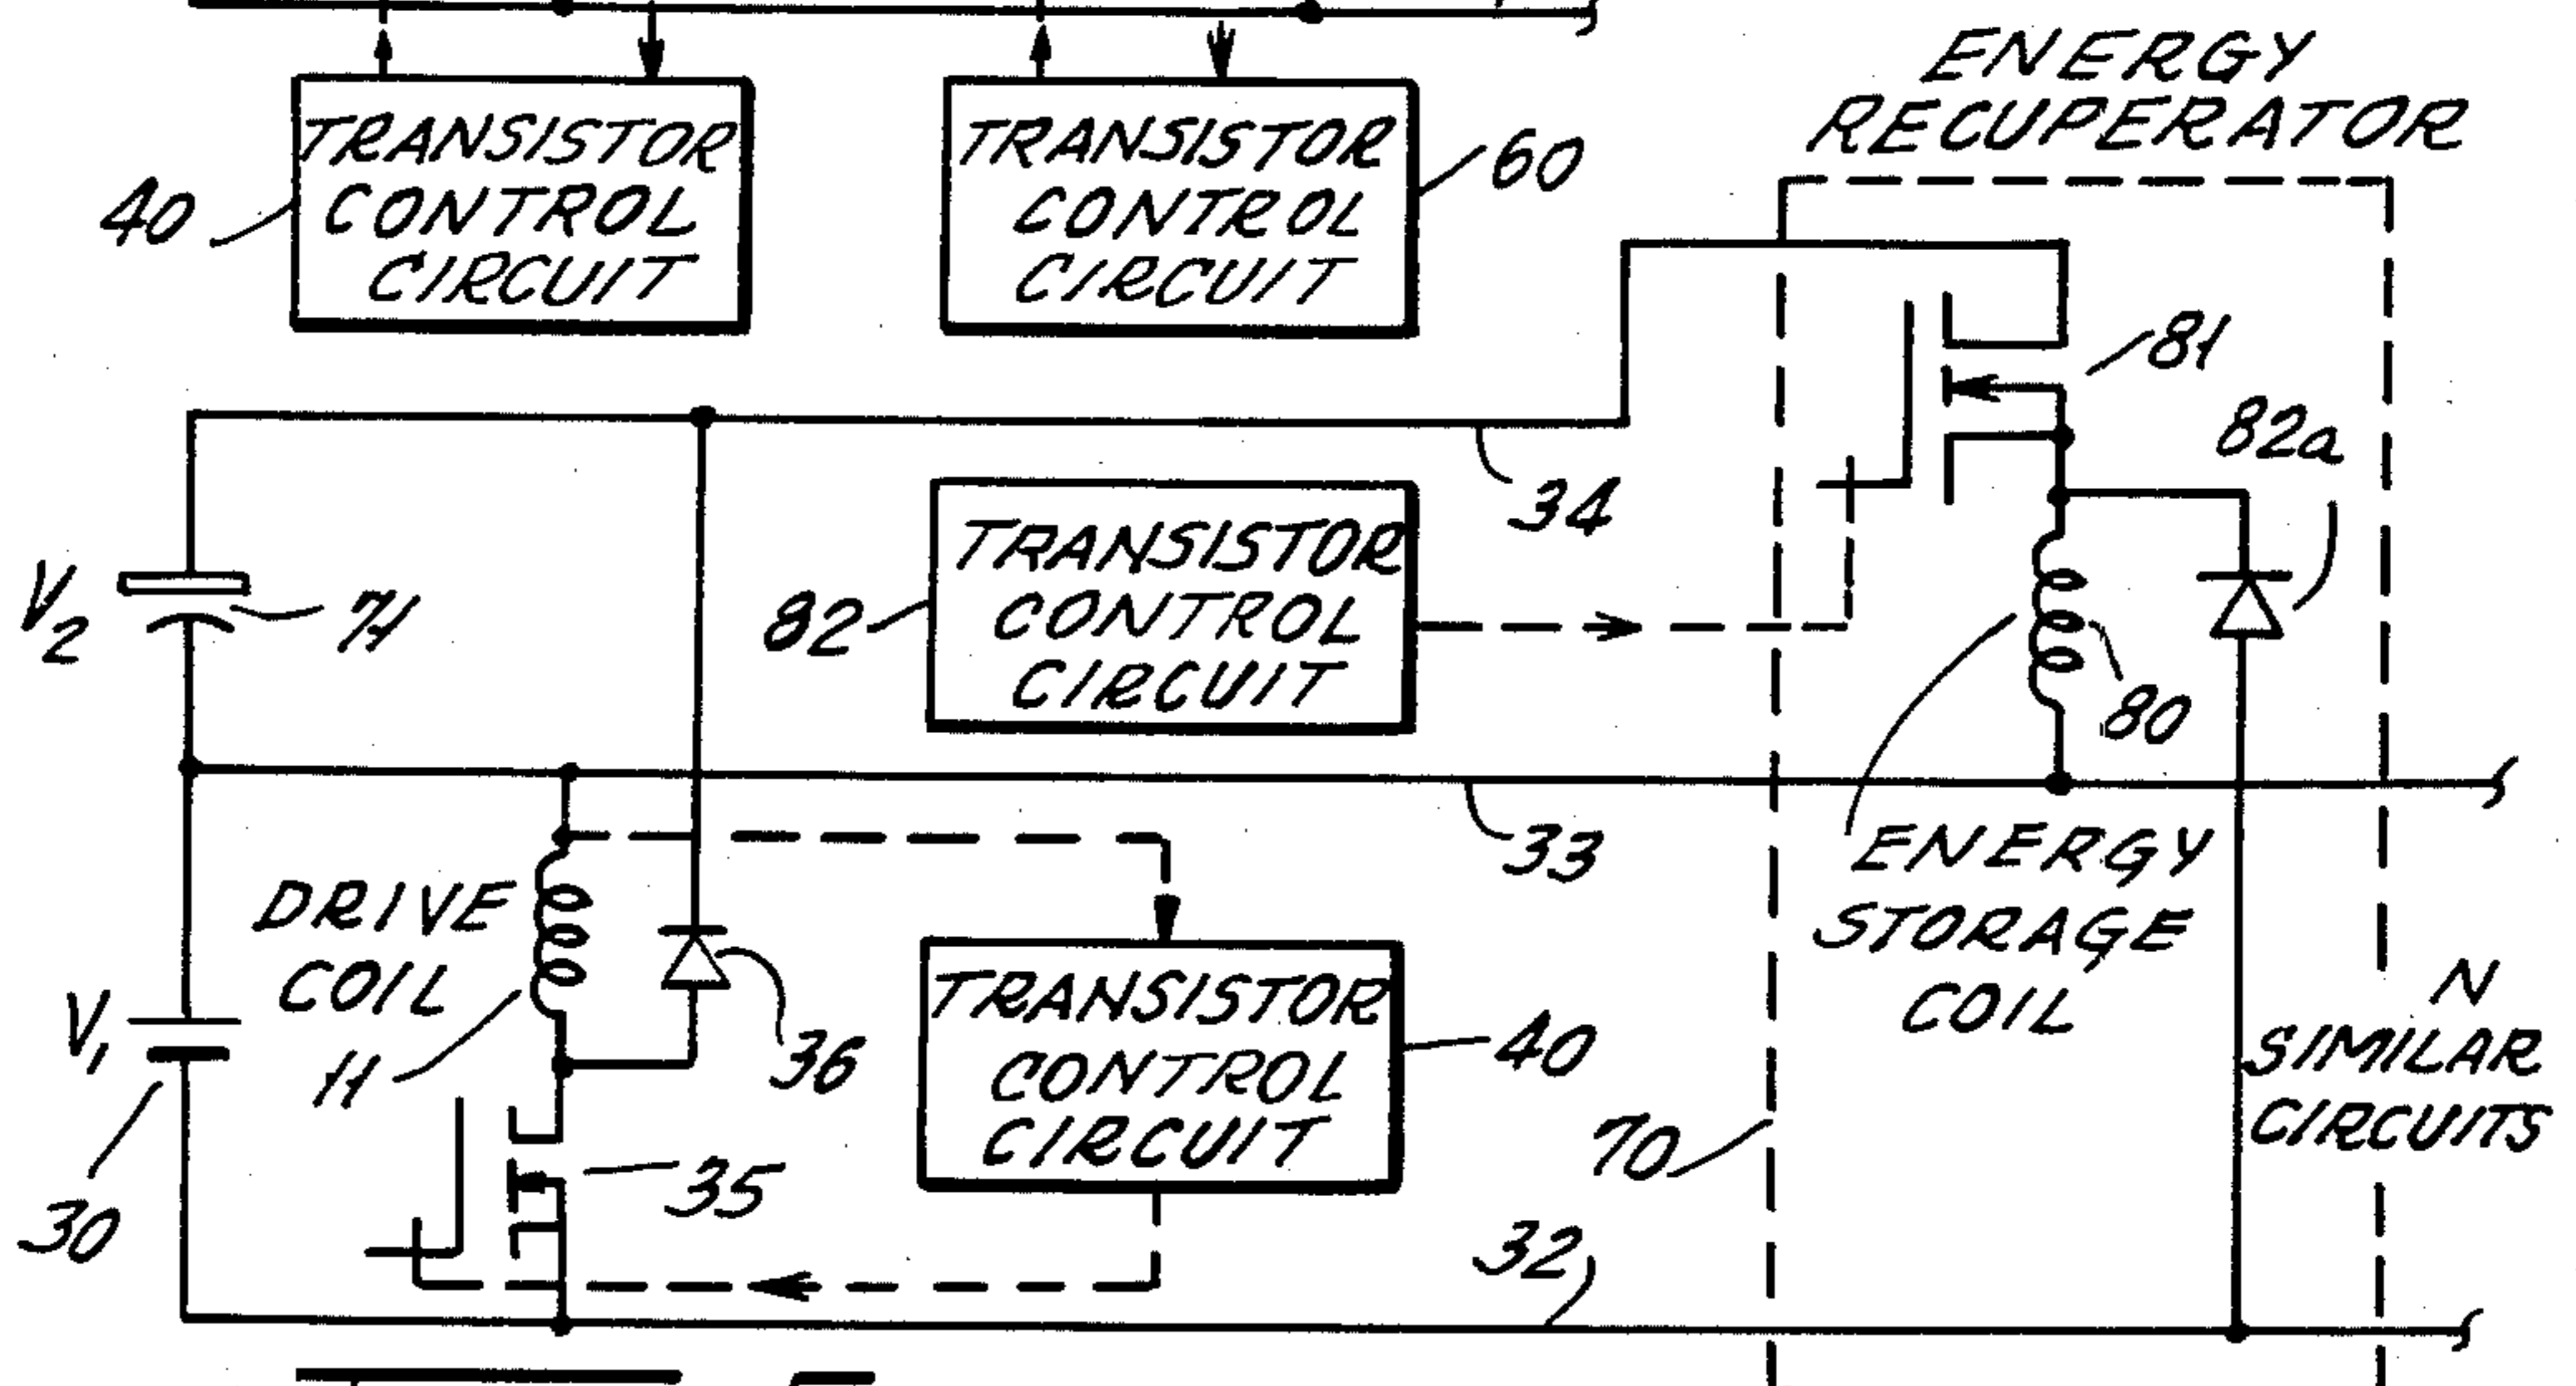 ENERGY
RECUPERATOR
TRANSISTOR
CONTROL
CIRCUIT
40
TRANSISTOR
CONTROL
CIRCUIT
60
81
82a
34
V2
71
82
TRANSISTOR
CONTROL
CIRCUIT
80
33
ENERGY
STORAGE
COIL
DRIVE
COIL
11
V1
30
36
35
TRANSISTOR
CONTROL
CIRCUIT
40
70
32
N
SIMILAR
CIRCUITS